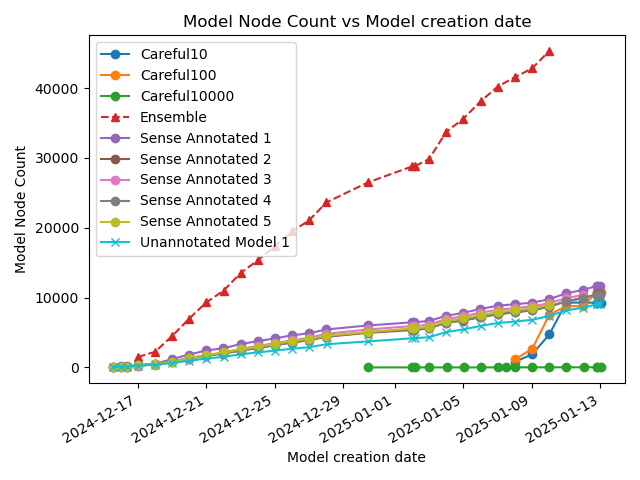 Model Node Count vs Model creation date
Careful10
Careful100
Careful10000
Ensemble
Sense Annotated 1
Sense Annotated 2
Sense Annotated 3
Sense Annotated 4
Sense Annotated 5
Unannotated Model 1
Model Node Count
40000
30000
20000
10000
0
2024-12-17
2024-12-21
2024-12-25
2024-12-29
2025-01-01
2025-01-05
2025-01-09
2025-01-13
Model creation date